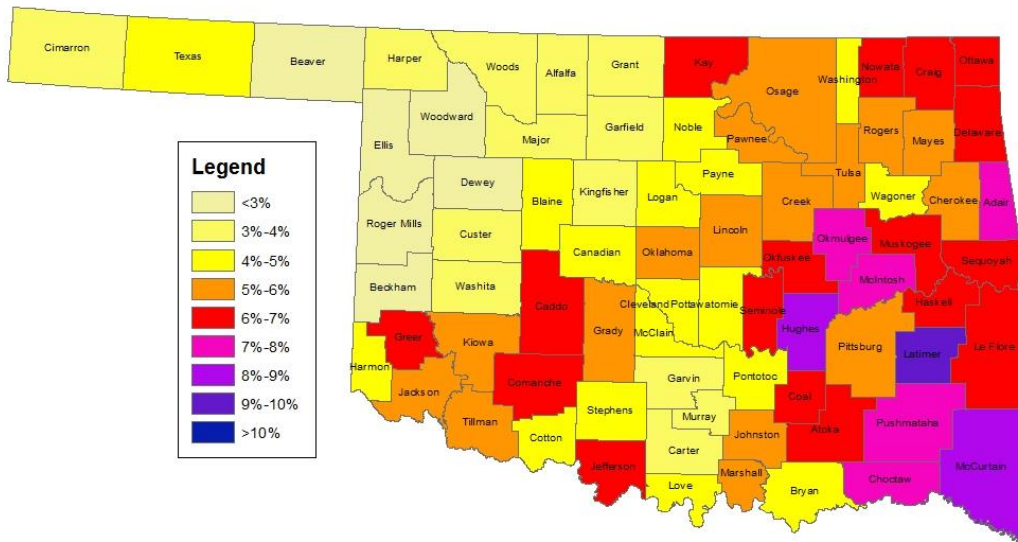 Cimarron
Texas
Beaver
Harper
Woods
Alfalfa
Grant
Kay
Osage
Washington
Nowata
Craig
Ottawa
Woodward
Ellis
Major
Garfield
Noble
Pawnee
Rogers
Mayes
Delaware
Dewey
Blaine
Kingfisher
Logan
Payne
Creek
Tulsa
Wagoner
Cherokee
Adair
Roger Mills
Custer
Canadian
Oklahoma
Lincoln
Okmulgee
Muskogee
Okfuskee
McIntosh
Sequoyah
Beckham
Washita
Caddo
Grady
Cleveland
Pottawatomie
McClain
Seminole
Hughes
Haskell
Pittsburg
Latimer
Le Flore
Greer
Kiowa
Harmon
Jackson
Comanche
Tillman
Cotton
Stephens
Garvin
Murray
Carter
Pontotoc
Coal
Atoka
Johnston
Pushmataha
Jefferson
Love
Marshall
Bryan
Choctaw
McCurtain
Legend
<3%
3%-4%
4%-5%
5%-6%
6%-7%
7%-8%
8%-9%
9%-10%
>10%